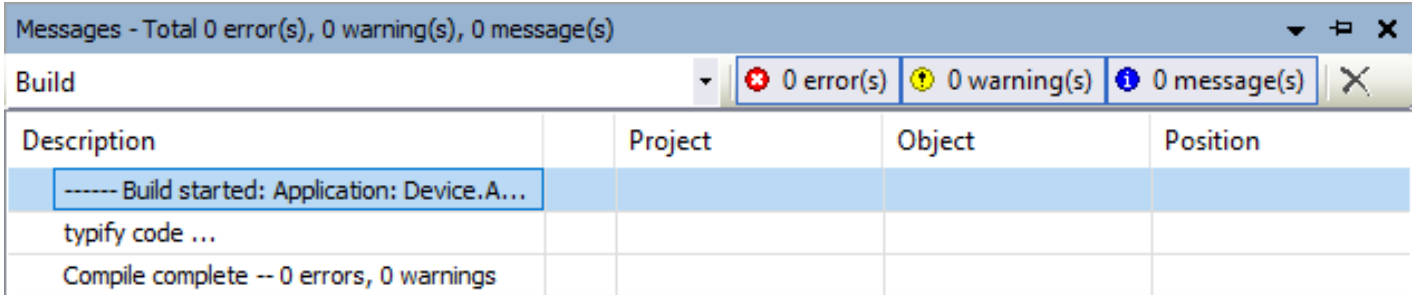 Messages - Total 0 error(s), 0 warning(s), 0 message(s)
Build 0 error(s) 0 warning(s) 0 message(s)
Description Project Object Position
------ Build started: Application: Device.A...
typify code ...
Compile complete -- 0 errors, 0 warnings